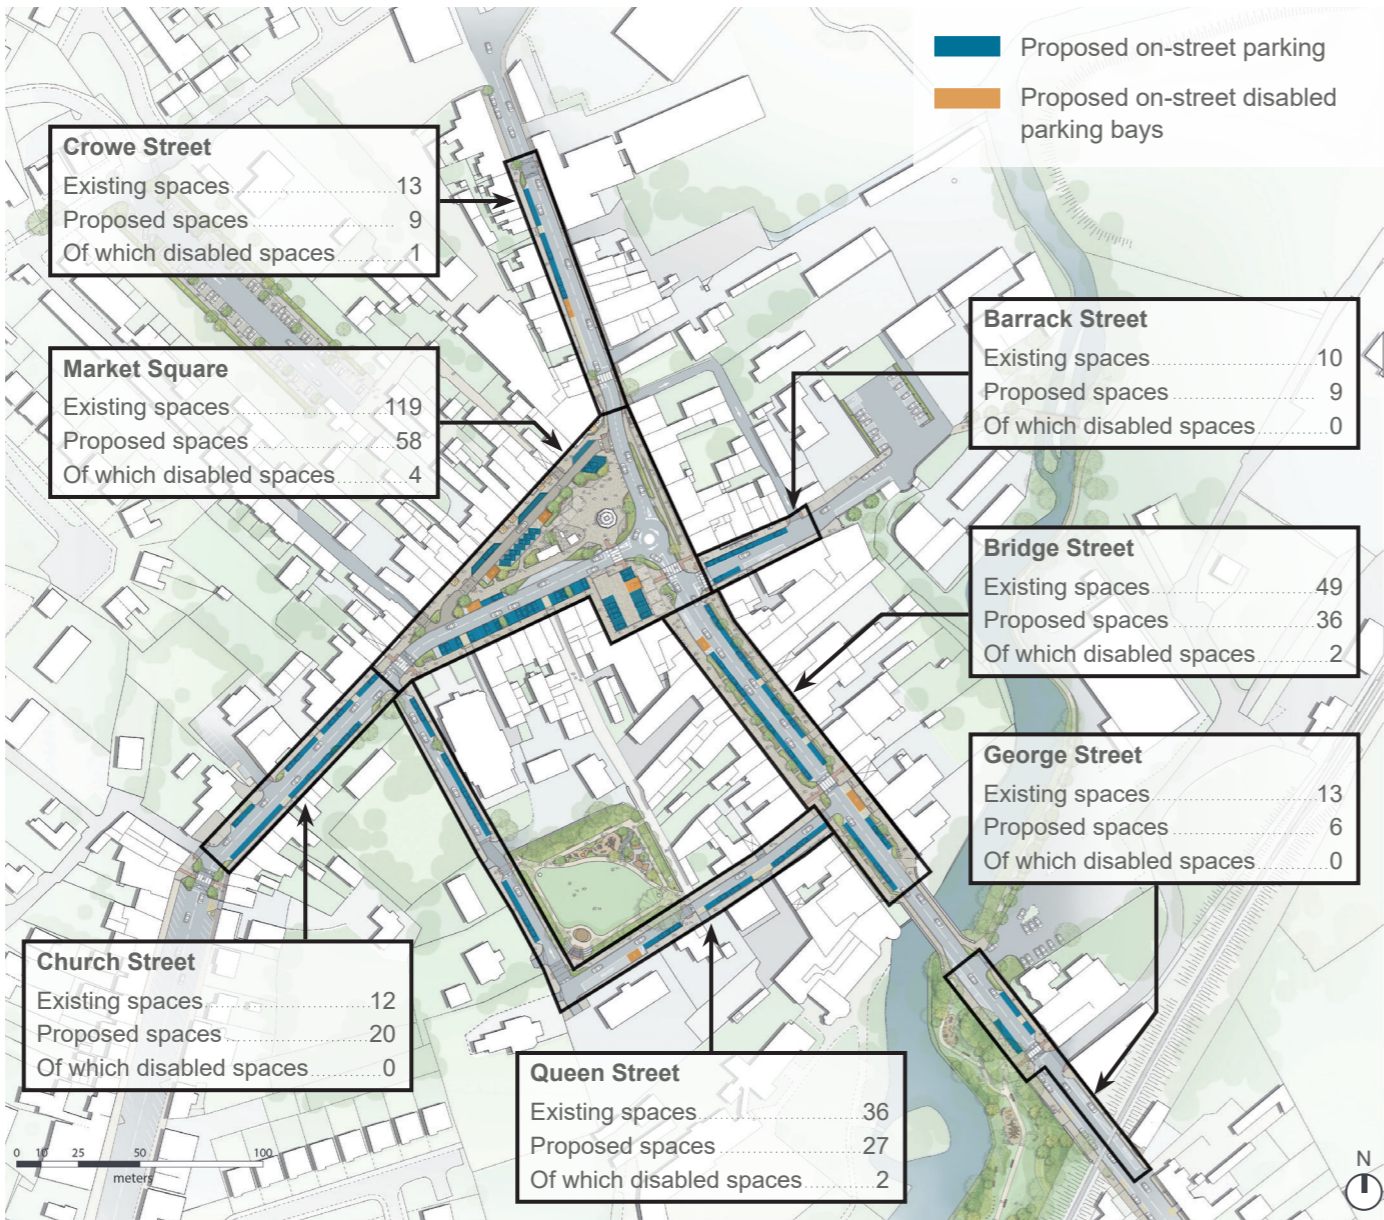 Proposed on-street parking
Proposed on-street disabled
parking bays
Crowe Street
Existing spaces 13
Proposed spaces 9
Of which disabled spaces 1
Market Square
Existing spaces 119
Proposed spaces 58
Of which disabled spaces 4
Barrack Street
Existing spaces 10
Proposed spaces 9
Of which disabled spaces 0
Bridge Street
Existing spaces 49
Proposed spaces 36
Of which disabled spaces 2
George Street
Existing spaces 13
Proposed spaces 6
Of which disabled spaces 0
Church Street
Existing spaces 12
Proposed spaces 20
Of which disabled spaces 0
Queen Street
Existing spaces 36
Proposed spaces 27
Of which disabled spaces 2
0 10 25 50 100
meters
N